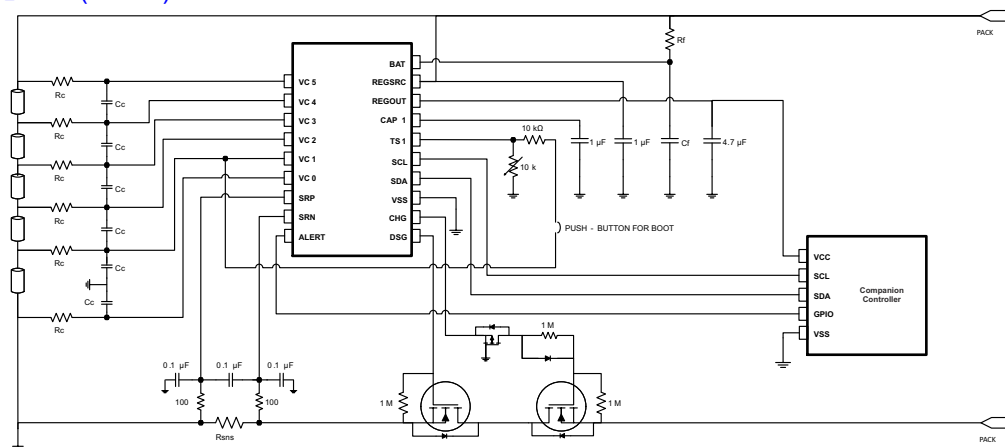 PACK
Rf
BAT
REGSRC
REGOUT
CAP 1
TS1
SCL
SDA
VSS
CHG
DSG
VC 5
VC 4
VC 3
VC 2
VC 1
VC 0
SRP
SRN
ALERT
Rc
Rc
Rc
Rc
Rc
Rc
Cc
Cc
Cc
Cc
Cc
Cc
10 kΩ
10 k
1 µF
1 µF
Cf
4.7 µF
PUSH - BUTTON FOR BOOT
VCC
SCL
SDA
GPIO
VSS
Companion
Controller
1 M
0.1 µF
0.1 µF
0.1 µF
100
100
Rsns
1 M
1 M
PACK